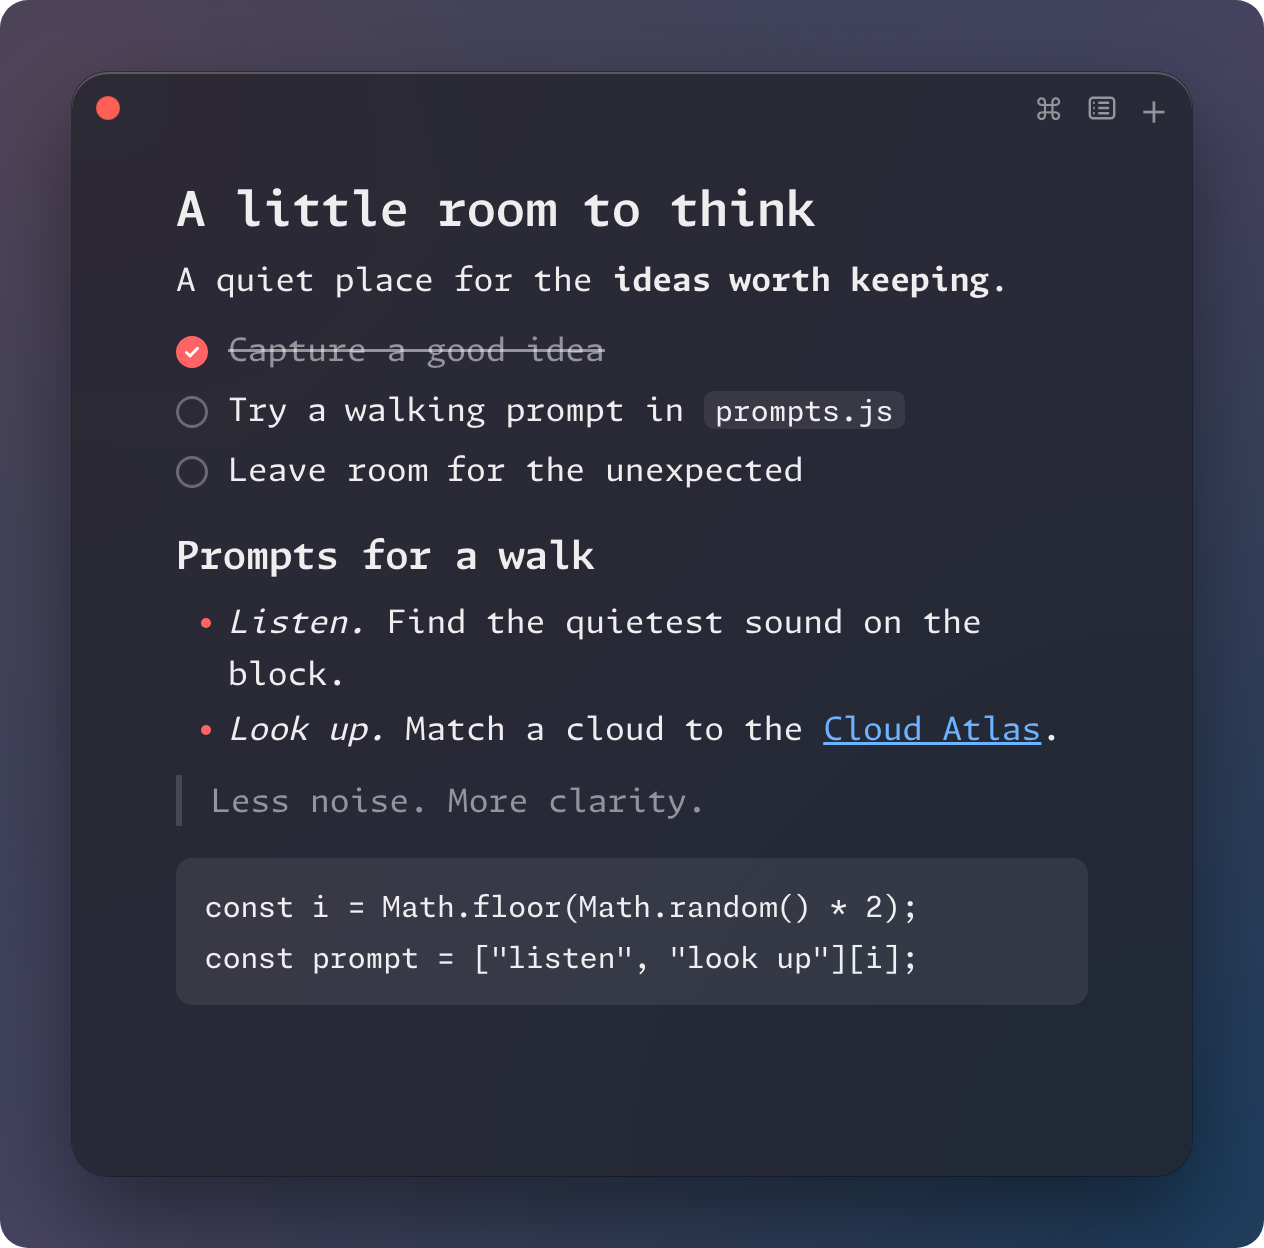 ⌘
A little room to think
A quiet place for the ideas worth keeping.
Capture a good idea
Try a walking prompt in prompts.js
Leave room for the unexpected
Prompts for a walk
• Listen. Find the quietest sound on the
block.
• Look up. Match a cloud to the Cloud Atlas.
Less noise. More clarity.
const i = Math.floor(Math.random() * 2);
const prompt = ["listen", "look up"][i];